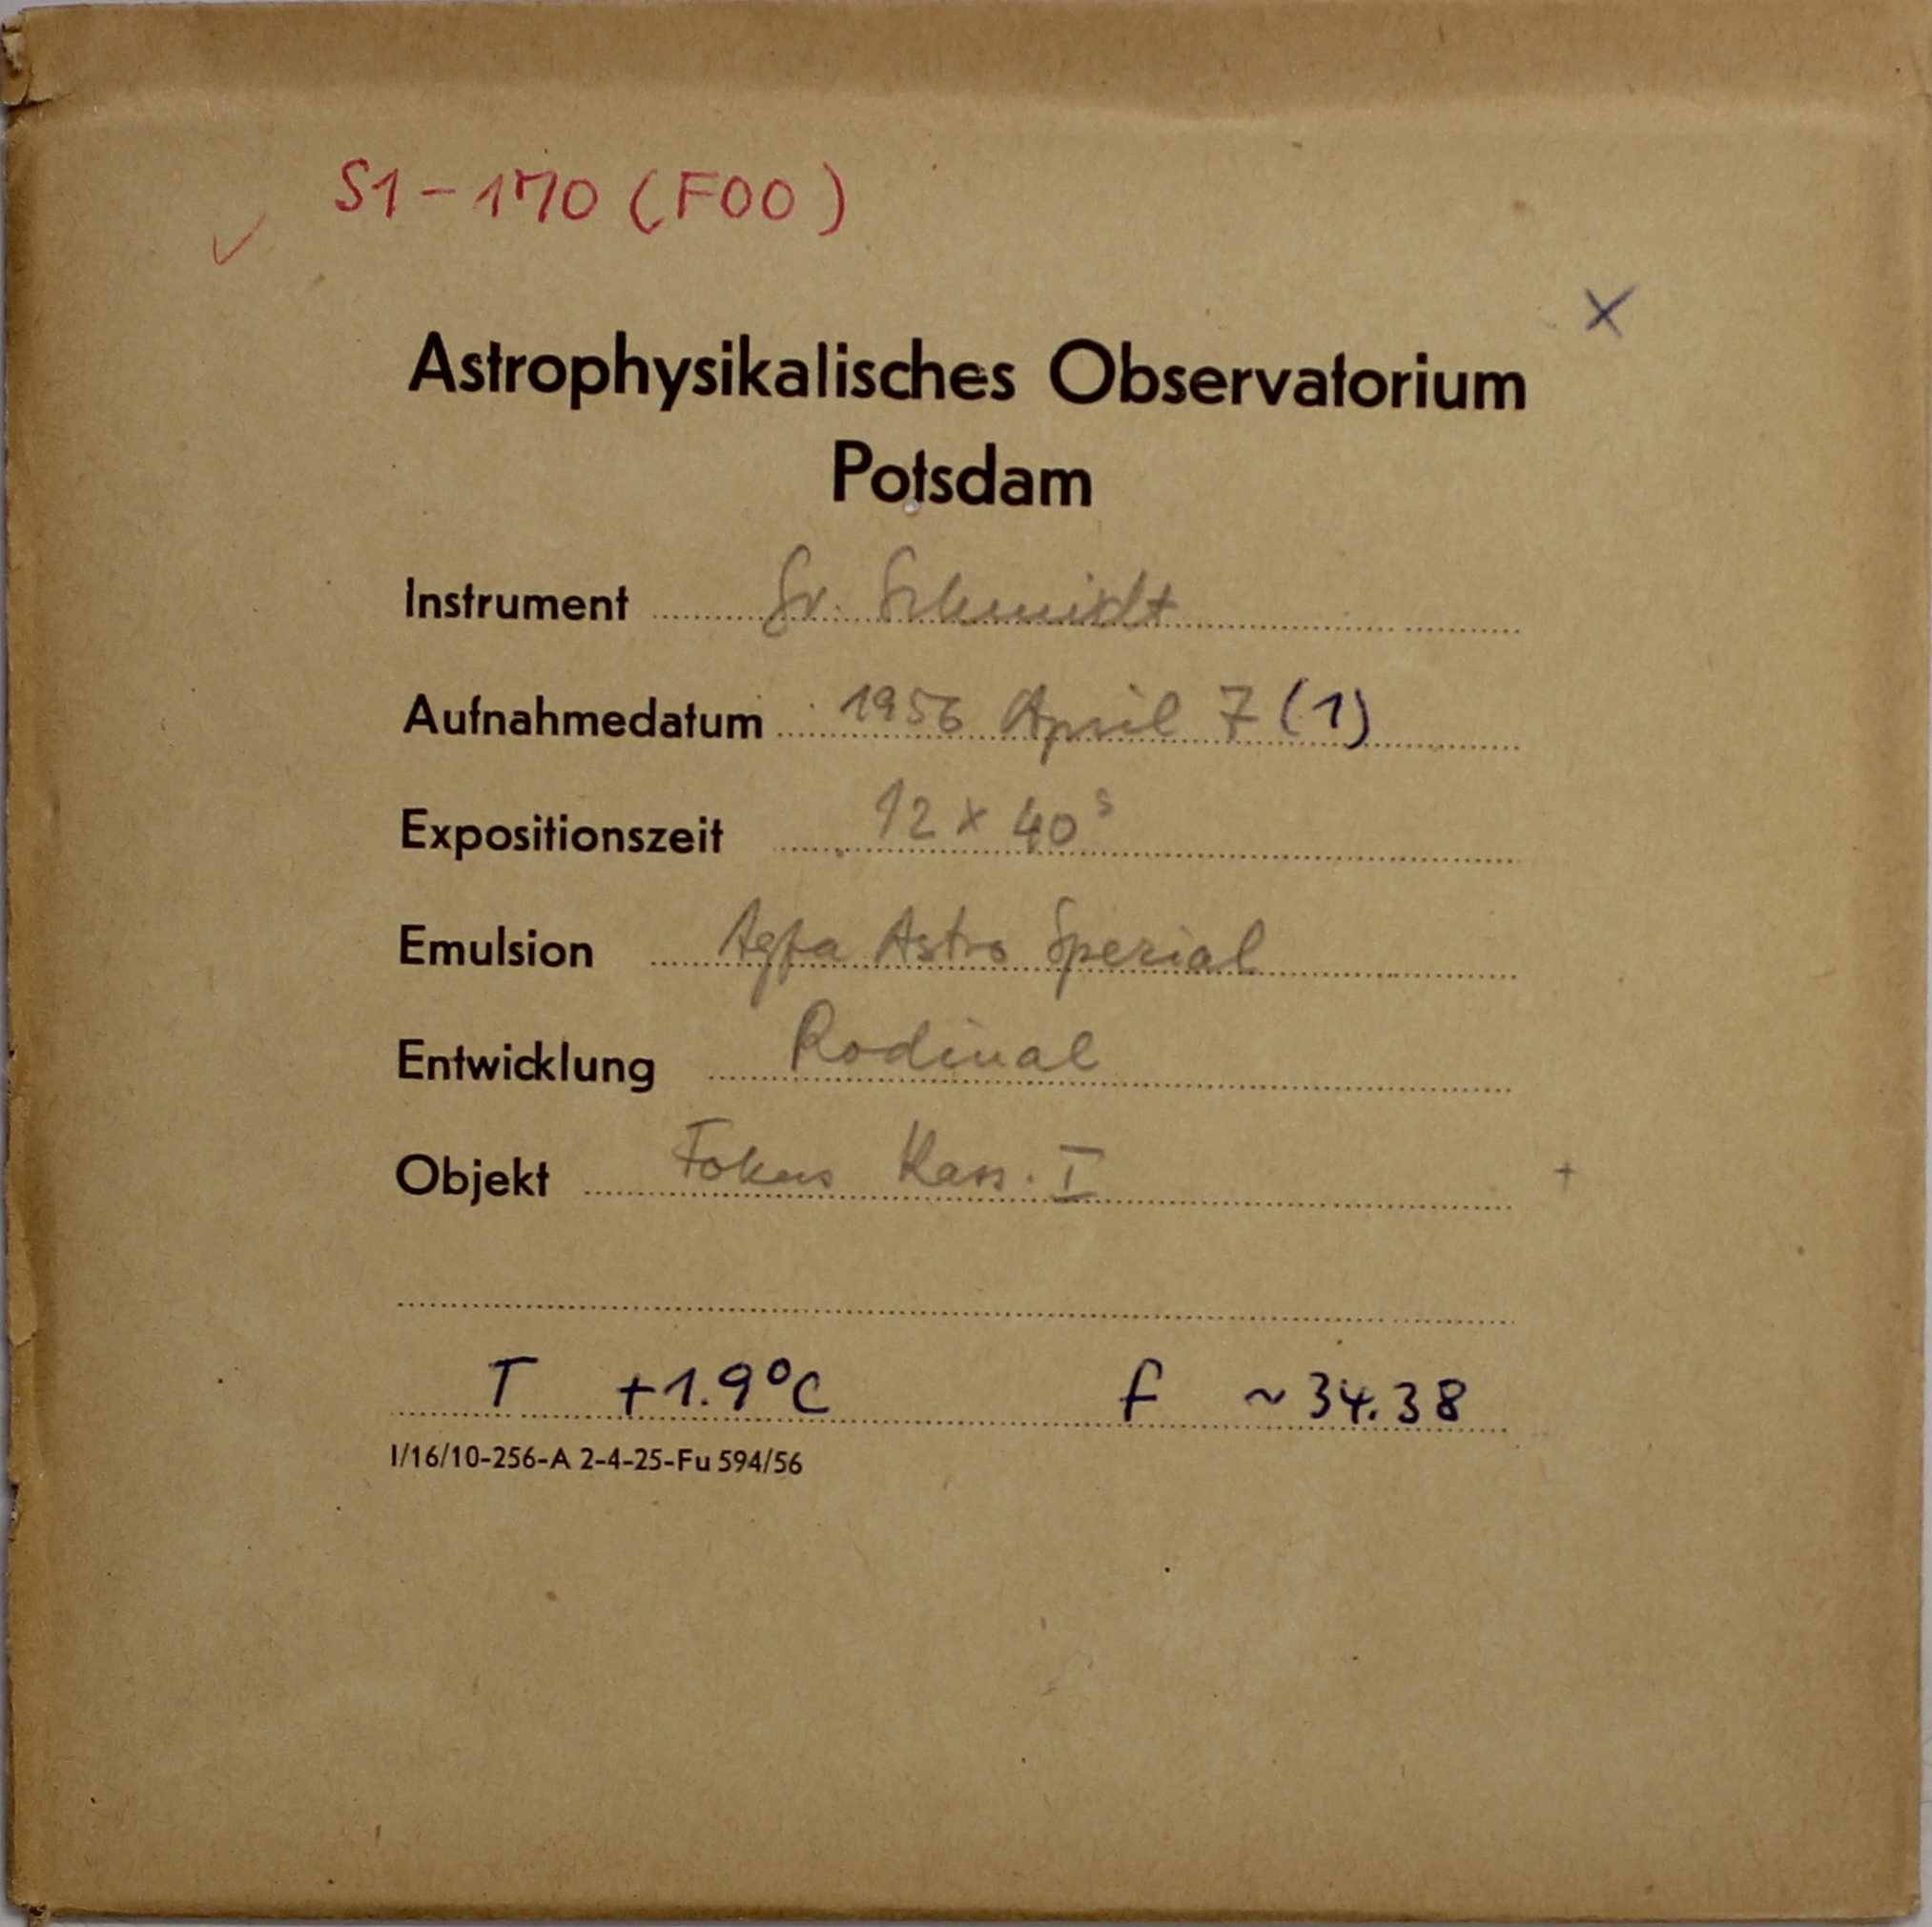 S1-170 (F00)
✓
x
Astrophysikalisches Observatorium
Potsdam
Instrument Gr. Schmidt
Aufnahmedatum 1956 April 7 (1)
Expositionszeit 12 x 40s
Emulsion Agfa Astro Spezial
Entwicklung Rodinal
Objekt Fokus Kass. I +
T +1.9°C f ~34.38
I/16/10-256-A 2-4-25-Fu 594/56